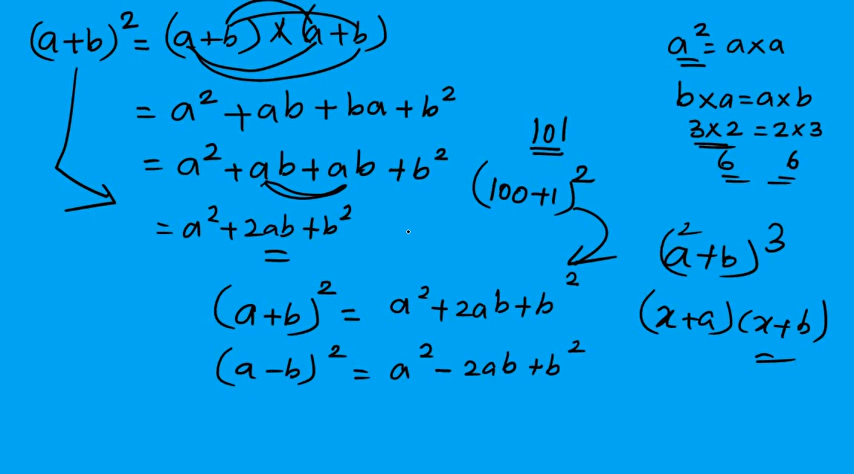 (a+b)² = (a+b) × (a+b)
= a² + ab + ba + b²
= a² + ab + ab + b²
= a² + 2ab + b²
(a+b)² = a² + 2ab + b²
(a-b)² = a² - 2ab + b²
101
(100+1)²
a² = a×a
b×a = a×b
3×2 = 2×3
6 6
(a²+b)³
(x+a)(x+b)